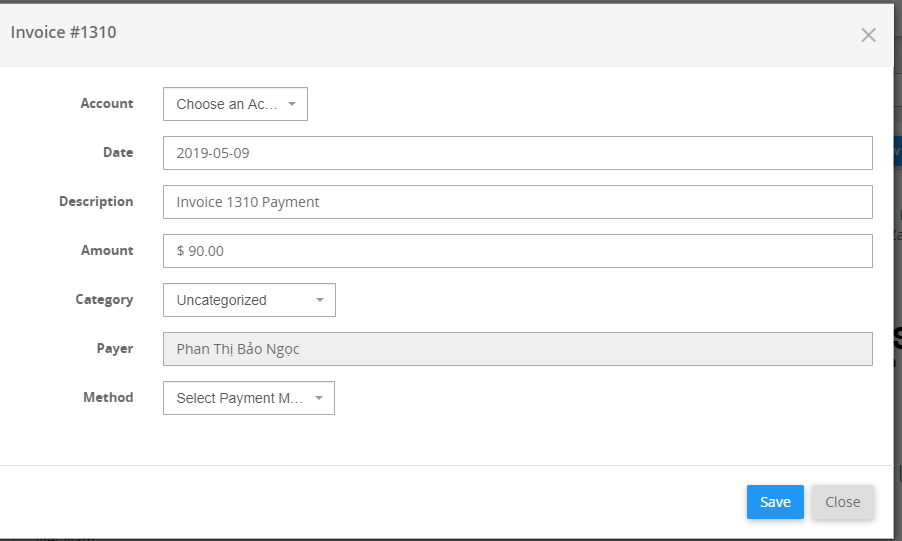 Invoice #1310
Account Choose an Ac...
Date 2019-05-09
Description Invoice 1310 Payment
Amount $ 90.00
Category Uncategorized
Payer Phan Thị Bảo Ngọc
Method Select Payment M...
Save Close